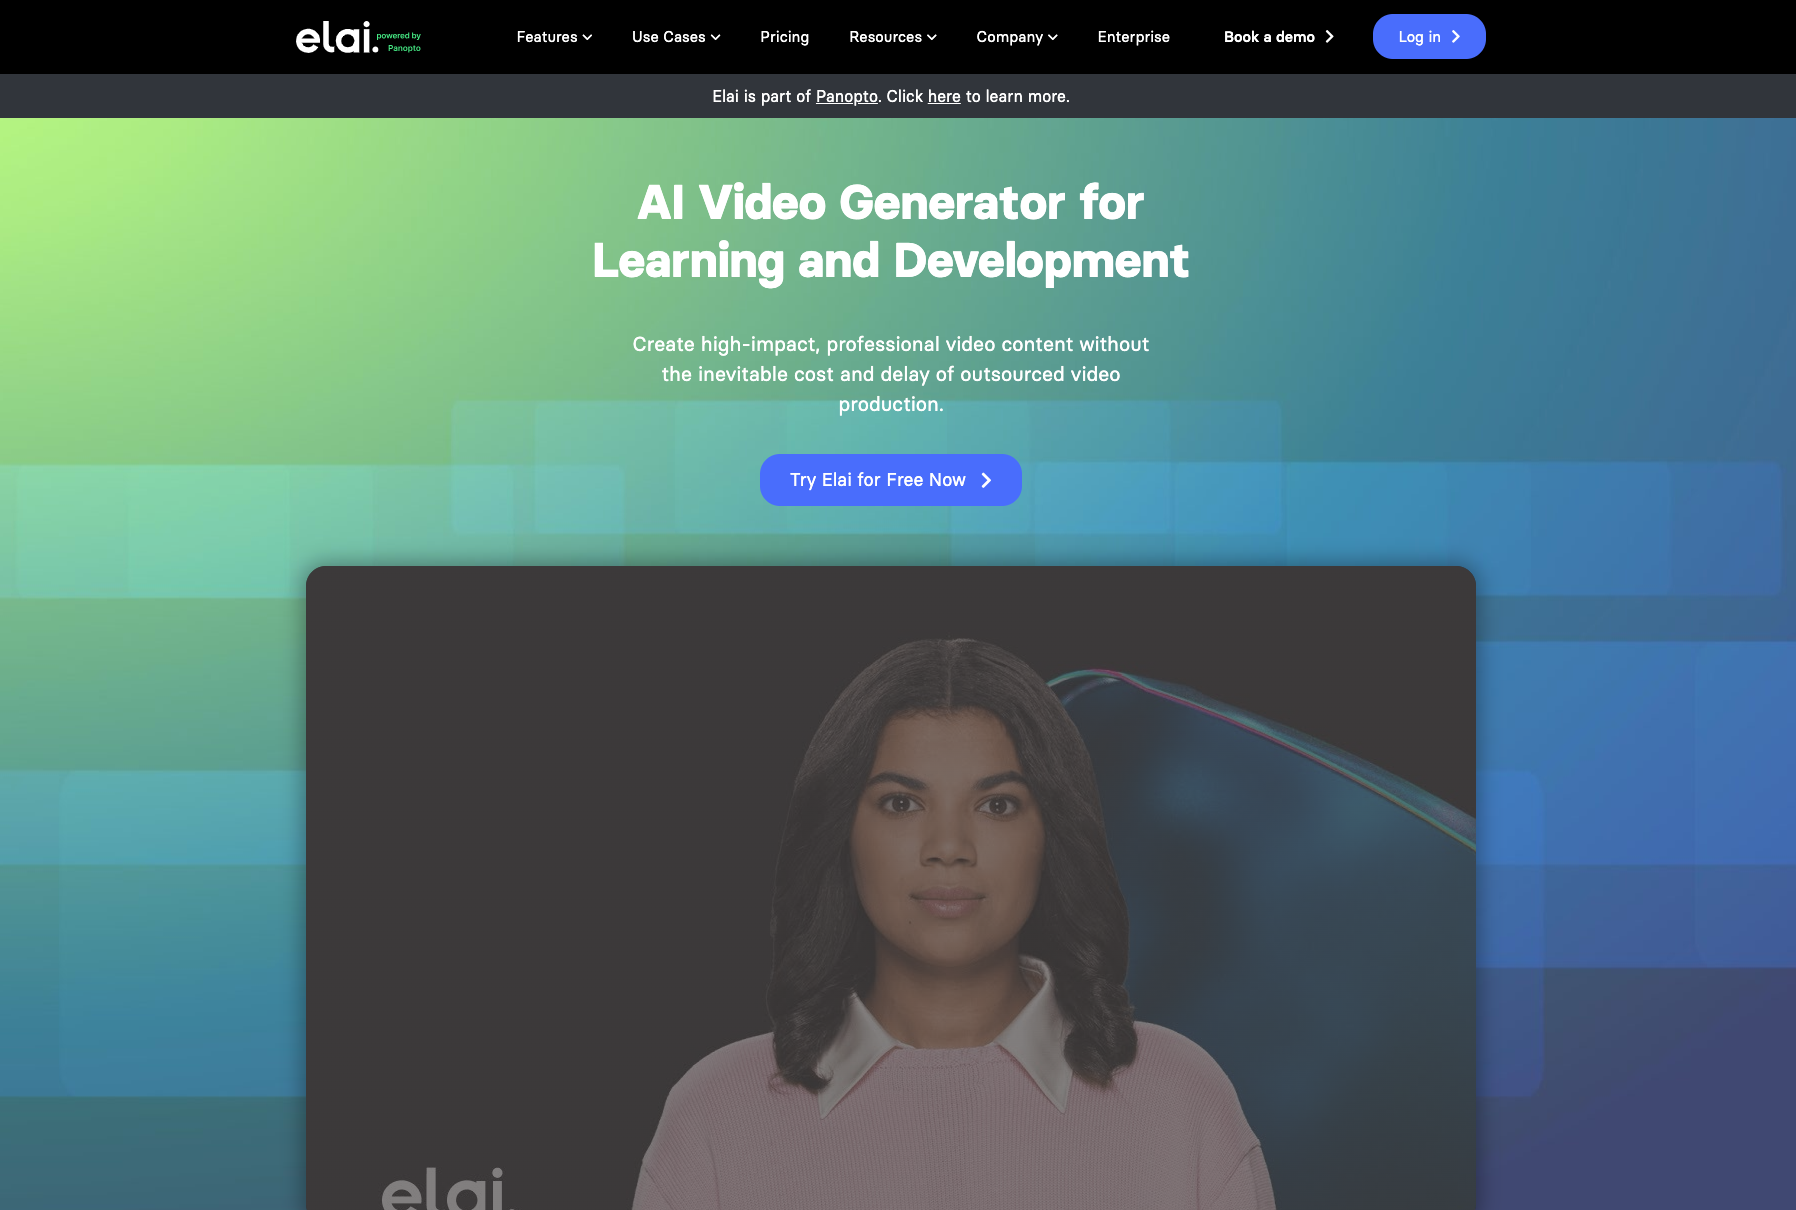 elai.
powered by
Panopto
Features
Use Cases
Pricing
Resources
Company
Enterprise
Book a demo
Log in
Elai is part of Panopto. Click here to learn more.
AI Video Generator for
Learning and Development
Create high-impact, professional video content without
the inevitable cost and delay of outsourced video
production.
Try Elai for Free Now
elai.